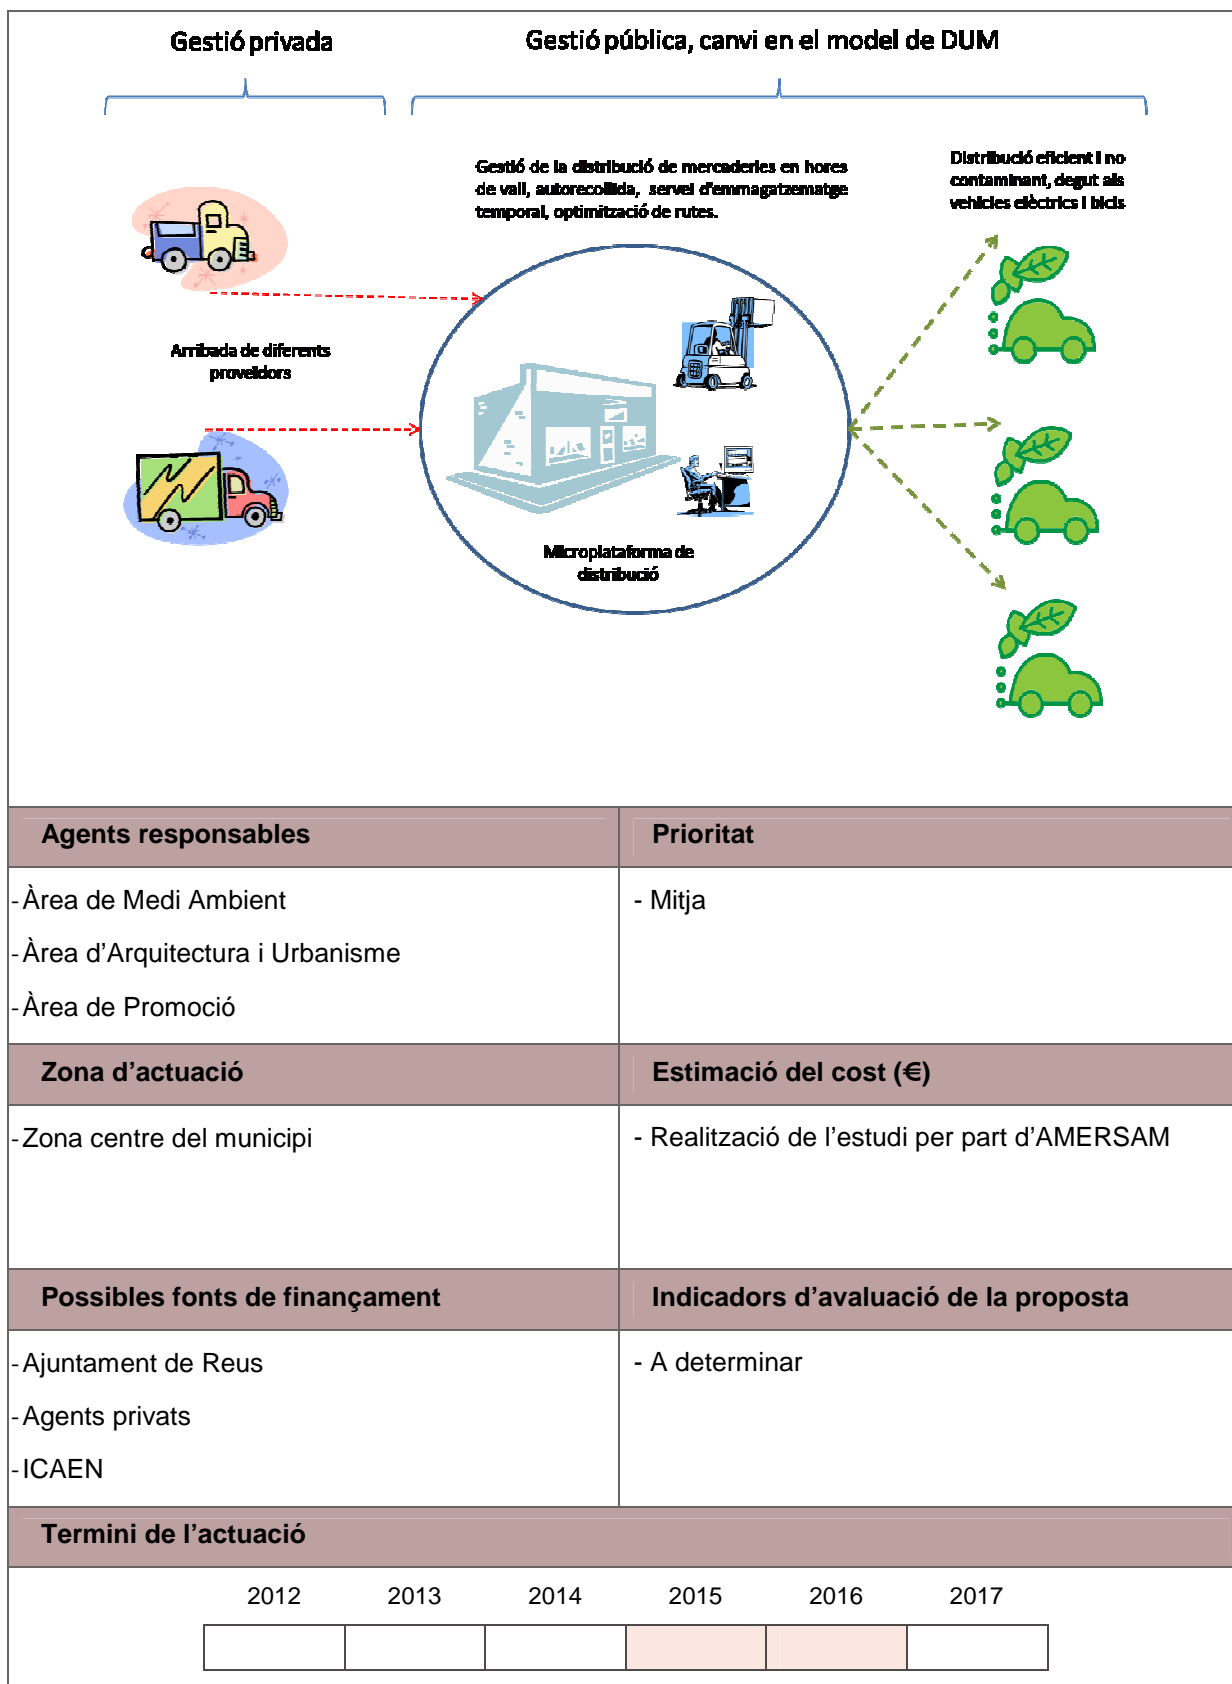 Gestió privada
Gestió pública, canvi en el model de DUM
Gestió de la distribució de mercaderies en hores
de vall, autorecollida, servei d'emmagatzematge
temporal, optimització de rutes.
Distribució eficient i no
contaminant, degut als
vehicles elèctrics i bicis
Arribada de diferents
proveïdors
Microplataforma de
distribució
Agents responsables
Prioritat
- Àrea de Medi Ambient
- Àrea d’Arquitectura i Urbanisme
- Àrea de Promoció
- Mitja
Zona d’actuació
Estimació del cost (€)
- Zona centre del municipi
- Realització de l’estudi per part d’AMERSAM
Possibles fonts de finançament
Indicadors d’avaluació de la proposta
- Ajuntament de Reus
- Agents privats
- ICAEN
- A determinar
Termini de l’actuació
2012 2013 2014 2015 2016 2017